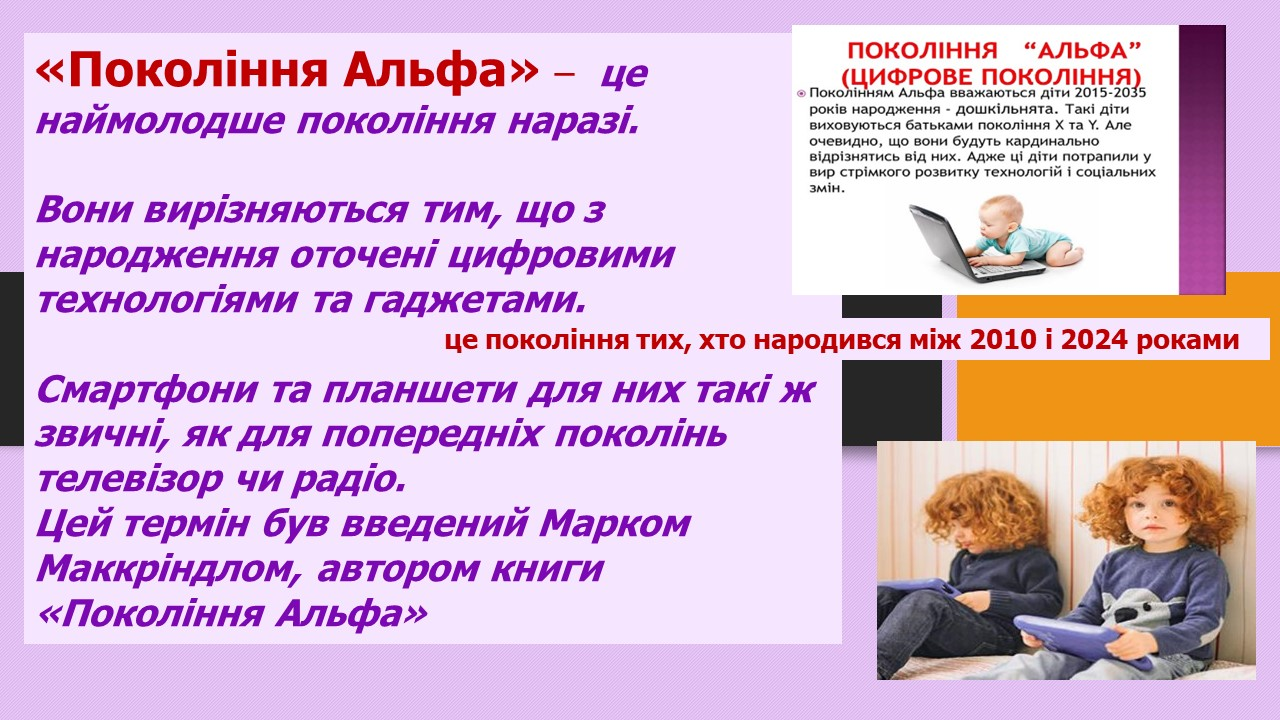 «Покоління Альфа» – це
наймолодше покоління наразі.
Вони вирізняються тим, що з
народження оточені цифровими
технологіями та гаджетами.
це покоління тих, хто народився між 2010 і 2024 роками
Смартфони та планшети для них такі ж
звичні, як для попередніх поколінь
телевізор чи радіо.
Цей термін був введений Марком
Маккріндлом, автором книги
«Покоління Альфа»
ПОКОЛІННЯ “АЛЬФА”
(ЦИФРОВЕ ПОКОЛІННЯ)
Поколінням Альфа вважаються діти 2015-2035
років народження - дошкільнята. Такі діти
виховуються батьками покоління X та Y. Але
очевидно, що вони будуть кардинально
відрізнятись від них. Адже ці діти потрапили у
вир стрімкого розвитку технологій і соціальних
змін.